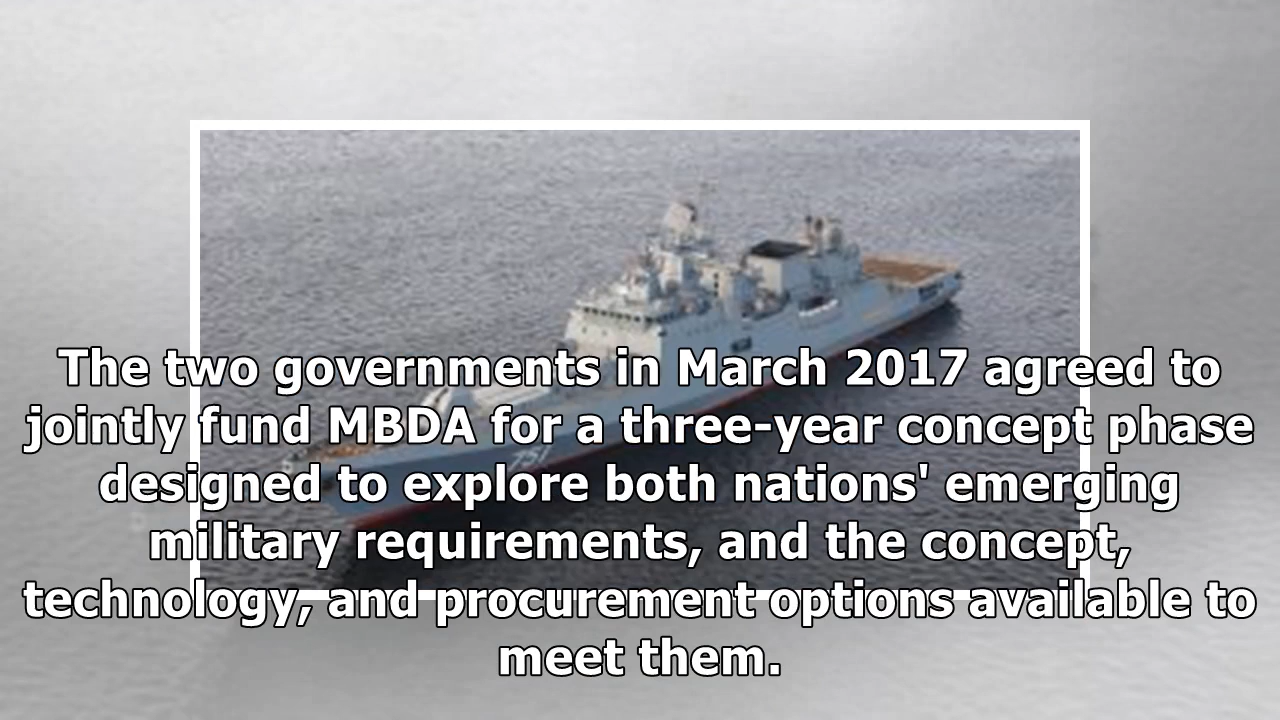 The two governments in March 2017 agreed to
jointly fund MBDA for a three-year concept phase
designed to explore both nations' emerging
military requirements, and the concept,
technology, and procurement options available to
meet them.
751